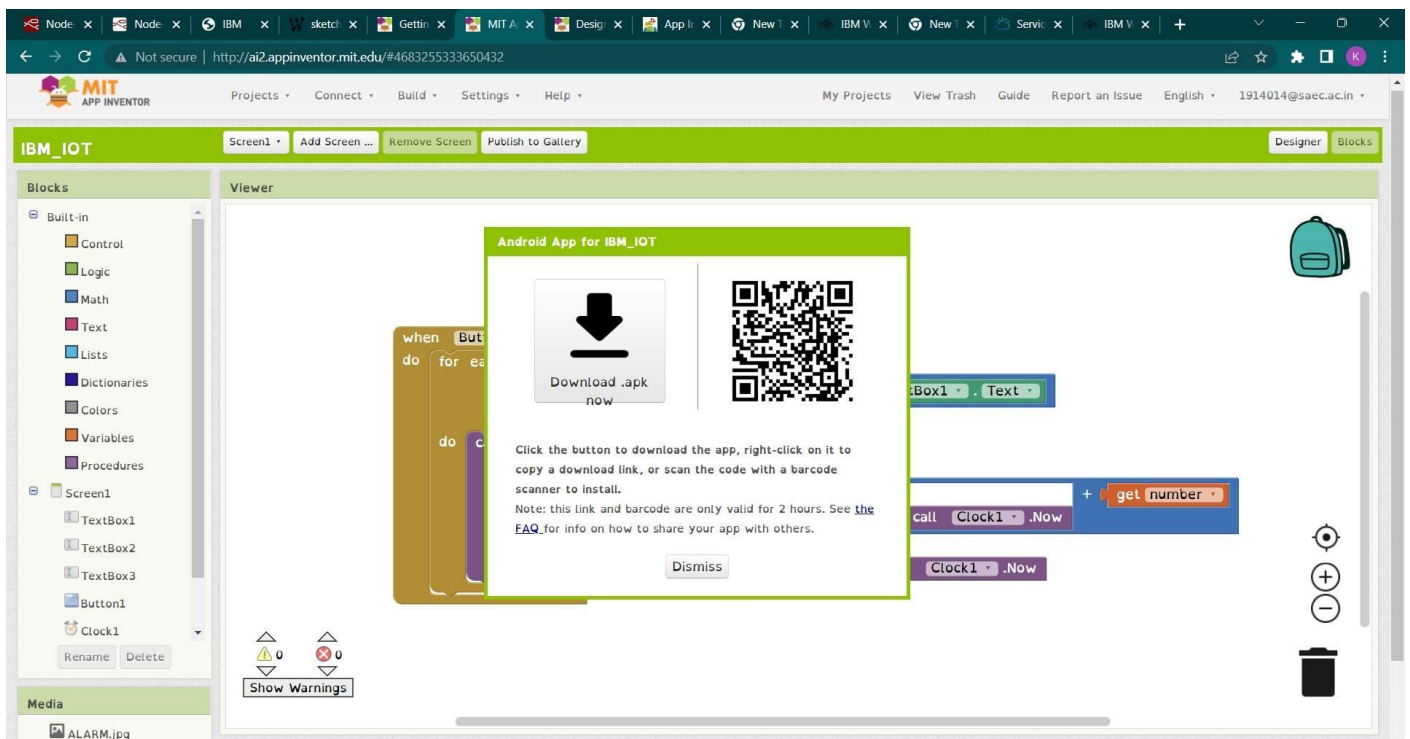 Node- Node- IBM sketch Gettin MIT A Design App In New T IBM W New T Servic IBM W
Not secure | http://ai2.appinventor.mit.edu/#4683255333650432 K
MIT
APP INVENTOR
Projects Connect Build Settings Help My Projects View Trash Guide Report an Issue English 1914014@saec.ac.in
IBM_IOT Screen1 Add Screen ... Remove Screen Publish to Gallery Designer Blocks
Blocks Viewer
Built-in
Control
Logic
Math
Text
Lists
Dictionaries
Colors
Variables
Procedures
Screen1
TextBox1
TextBox2
TextBox3
Button1
Clock1
Rename Delete
Media
ALARM.jpg
when But
do for ea
do c
Android App for IBM_IOT
Download .apk
now
Click the button to download the app, right-click on it to
copy a download link, or scan the code with a barcode
scanner to install.
Note: this link and barcode are only valid for 2 hours. See the
FAQ for info on how to share your app with others.
Dismiss
tBox1 . Text
+ get number
call Clock1 .Now
Clock1 .Now
0 0
Show Warnings